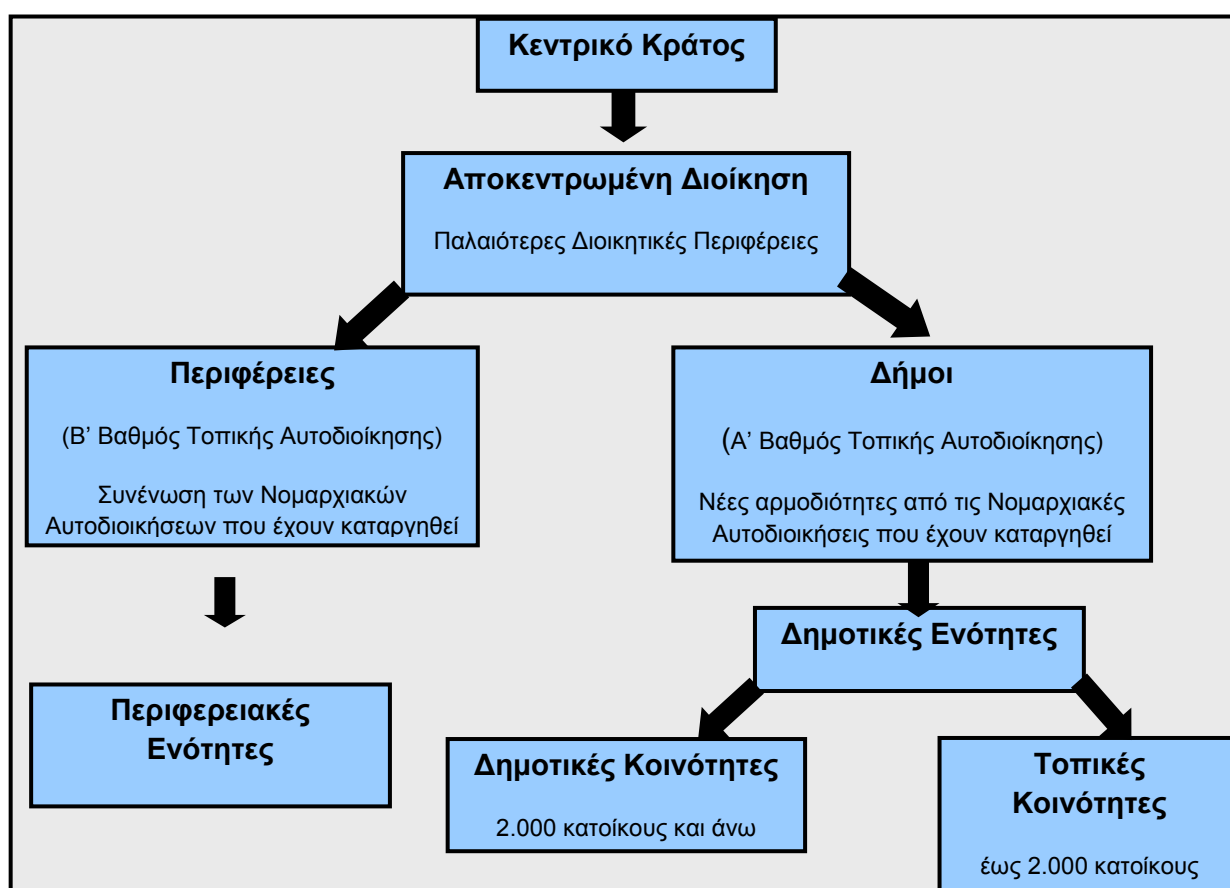 Κεντρικό Κράτος
Αποκεντρωμένη Διοίκηση
Παλαιότερες Διοικητικές Περιφέρειες
Περιφέρειες
(Β’ Βαθμός Τοπικής Αυτοδιοίκησης)
Συνένωση των Νομαρχιακών
Αυτοδιοικήσεων που έχουν καταργηθεί
Δήμοι
(Α’ Βαθμός Τοπικής Αυτοδιοίκησης)
Νέες αρμοδιότητες από τις Νομαρχιακές
Αυτοδιοικήσεις που έχουν καταργηθεί
Περιφερειακές
Ενότητες
Δημοτικές Ενότητες
Δημοτικές Κοινότητες
2.000 κατοίκους και άνω
Τοπικές
Κοινότητες
έως 2.000 κατοίκους